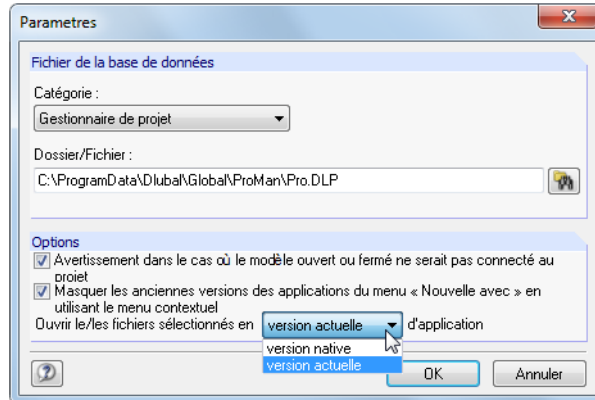 Parametres
Fichier de la base de données
Catégorie :
Gestionnaire de projet
Dossier/Fichier :
C:\ProgramData\Dlubal\Global\ProMan\Pro.DLP
Options
Avertissement dans le cas où le modèle ouvert ou fermé ne serait pas connecté au
projet
Masquer les anciennes versions des applications du menu « Nouvelle avec » en
utilisant le menu contextuel
Ouvrir le/les fichiers sélectionnés en version actuelle d'application
version native
version actuelle
OK Annuler